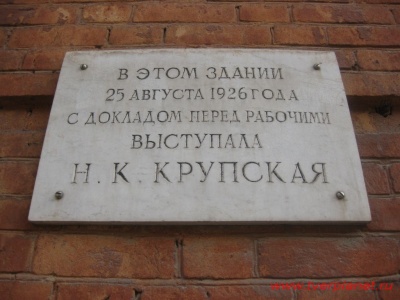 В ЭТОМ ЗДАНИИ
25 АВГУСТА 1926 ГОДА
С ДОКЛАДОМ ПЕРЕД РАБОЧИМИ
ВЫСТУПАЛА
Н. К. КРУПСКАЯ